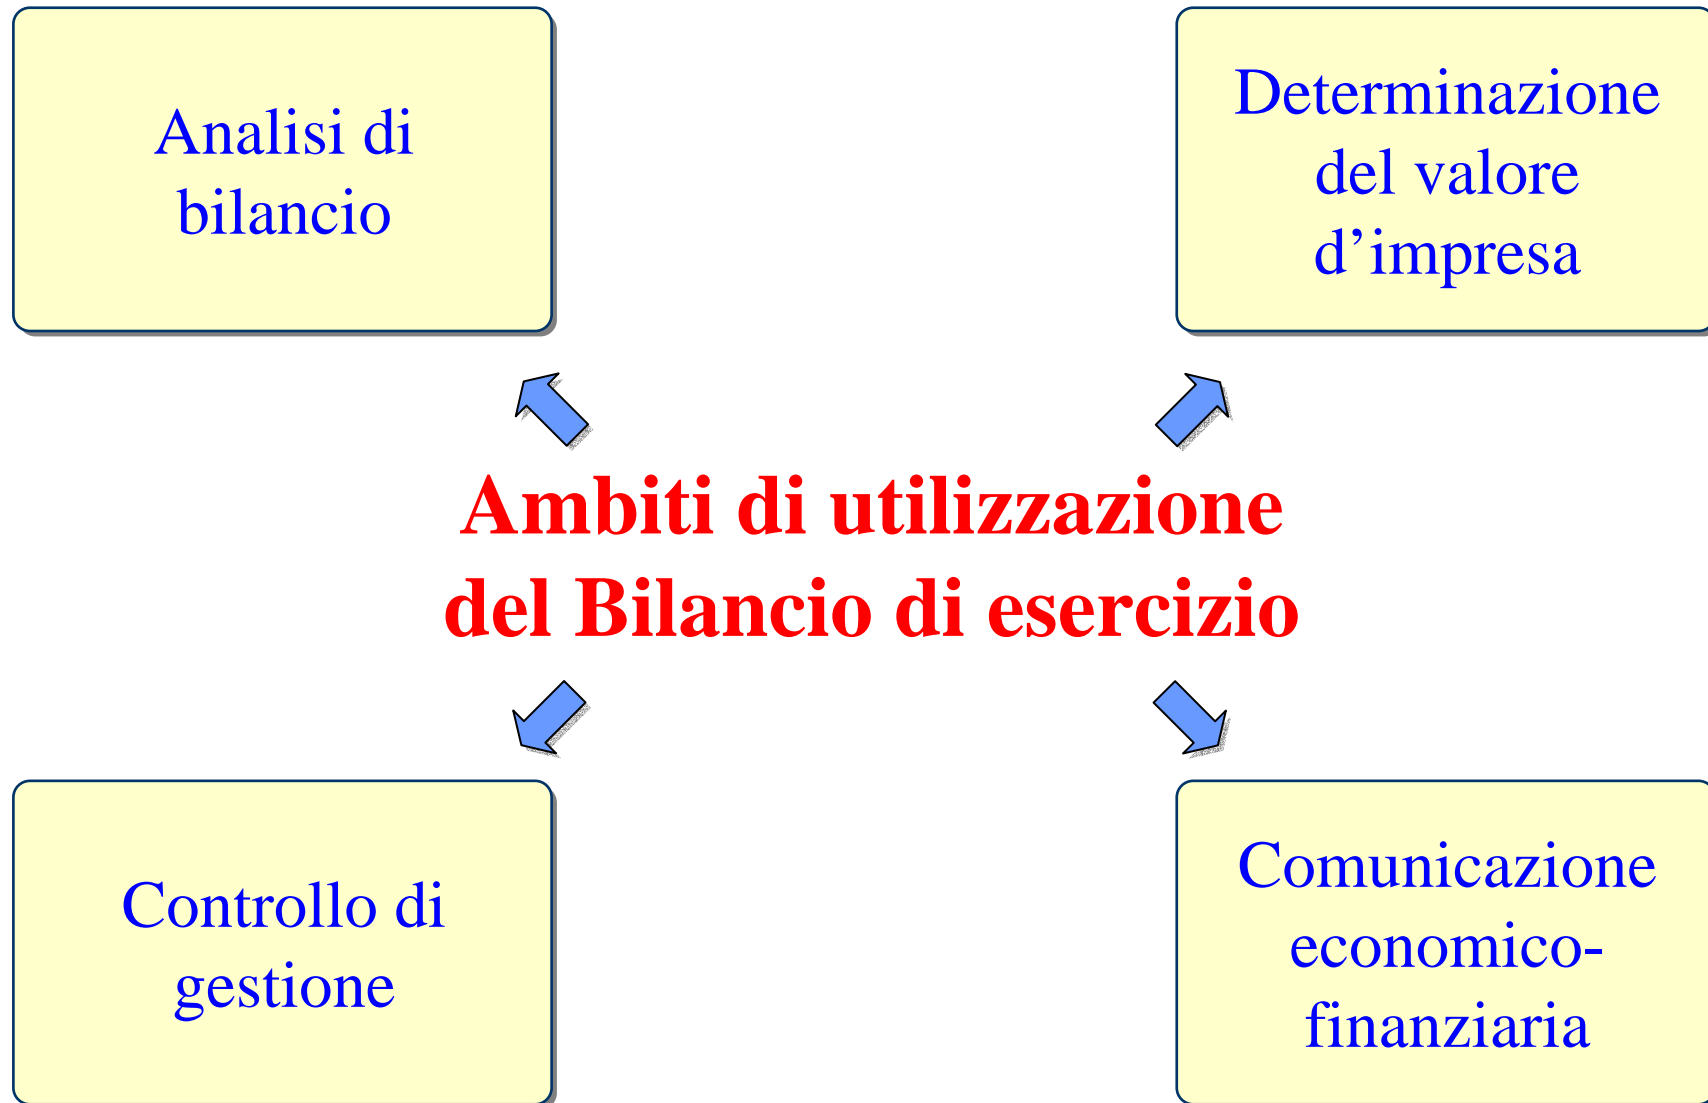 Analisi di
bilancio
Determinazione
del valore
d’impresa
Ambiti di utilizzazione
del Bilancio di esercizio
Controllo di
gestione
Comunicazione
economico-
finanziaria